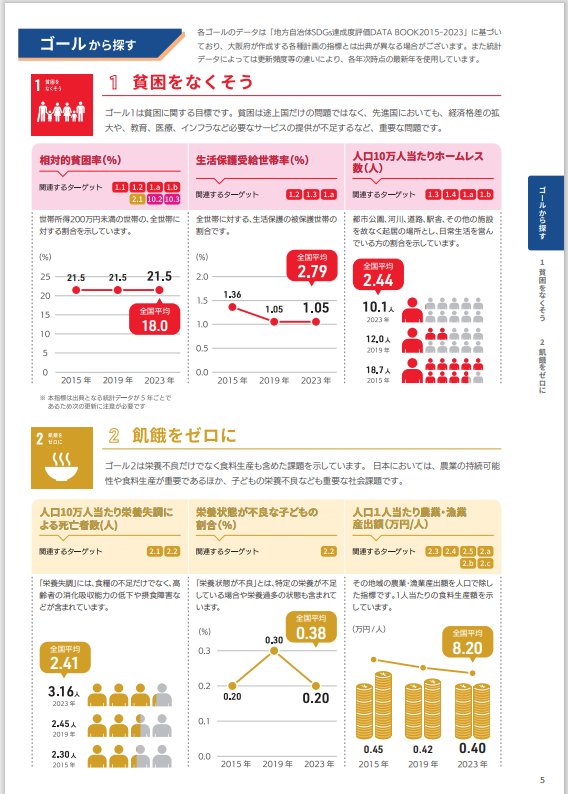 ゴールから探す
各ゴールのデータは「地方自治体SDGs達成度評価DATA BOOK2015-2023」に基づい
ており、大阪府が作成する各種計画の指標とは出典が異なる場合がございます。また統計
データによっては更新頻度等の違いにより、各年次時点の最新年を使用しています。
1 貧困を
なくそう
1 貧困をなくそう
ゴール1は貧困に関する目標です。貧困は途上国だけの問題ではなく、先進国においても、経済格差の拡
大や、教育、医療、インフラなど必要なサービスの提供が不足するなど、重要な問題です。
相対的貧困率(%)
関連するターゲット 1.1 1.2 1.a 1.b
2.1 10.2 10.3
世帯所得200万円未満の世帯の、全世帯に
対する割合を示しています。
(%)
25
20
15
10
5
0
21.5 21.5 21.5
全国平均
18.0
2015年 2019年 2023年
※ 本指標は出典となる統計データが5年ごとで
あるため次の更新に注意が必要です
生活保護受給世帯率(%)
関連するターゲット 1.2 1.3 1.a
全世帯に対する、生活保護の被保護世帯の
割合です。
(%)
2.0
1.5
1.0
0.5
0.0
全国平均
2.79
1.36 1.05 1.05
2015年 2019年 2023年
人口10万人当たりホームレス
数(人)
関連するターゲット 1.3 1.4 1.a 1.b
都市公園、河川、道路、駅舎、その他の施設
を故なく起居の場所とし、日常生活を営ん
でいる方の割合を示しています。
全国平均
2.44
10.1人
2023年
12.0人
2019年
18.7人
2015年
2 飢餓を
ゼロに
2 飢餓をゼロに
ゴール2は栄養不良だけでなく食料生産も含めた課題を示しています。 日本においては、農業の持続可能
性や食料生産が重要であるほか、子どもの栄養不良なども重要な社会課題です。
人口10万人当たり栄養失調に
よる死亡者数(人)
関連するターゲット 2.1 2.2
「栄養失調」には、食糧の不足だけでなく、高
齢者の消化吸収能力の低下や摂食障害な
どが含まれています。
全国平均
2.41
3.16人
2023年
2.45人
2019年
2.30人
2015年
栄養状態が不良な子どもの
割合(%)
関連するターゲット 2.2
「栄養状態が不良」とは、特定の栄養が不足
している場合や栄養過多の状態も含まれて
います。
(%)
0.3
0.2
0.1
0.0
全国平均
0.38
0.20 0.30 0.20
2015年 2019年 2023年
人口1人当たり農業・漁業
産出額(万円/人)
関連するターゲット 2.3 2.4 2.5 2.a
2.b 2.c
その地域の農業・漁業産出額を人口で除し
た指標です。1人当たりの食料生産額を示
しています。
(万円/人)
全国平均
8.20
0.45 0.42 0.40
2015年 2019年 2023年
ゴールから探す
1 貧困をなくそう
2 飢餓をゼロに
5